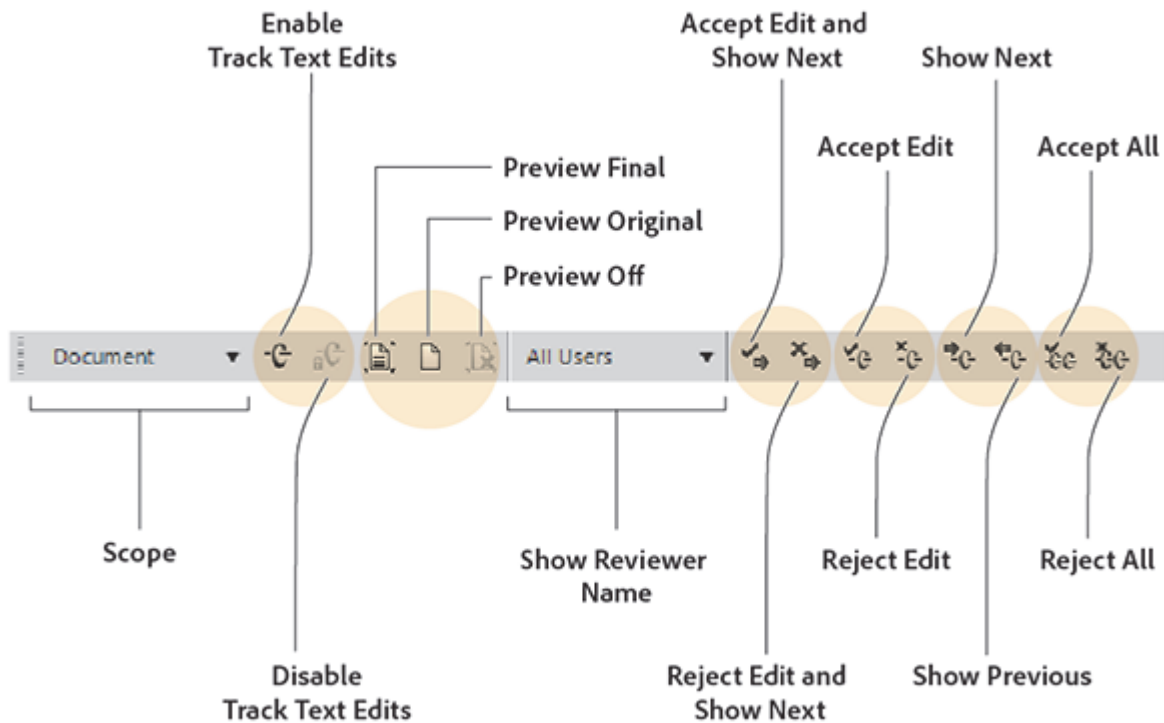 Enable
Track Text Edits
Accept Edit and
Show Next
Show Next
Accept Edit
Accept All
Preview Final
Preview Original
Preview Off
Document
All Users
Scope
Show Reviewer
Name
Reject Edit
Reject All
Disable
Track Text Edits
Reject Edit and
Show Next
Show Previous